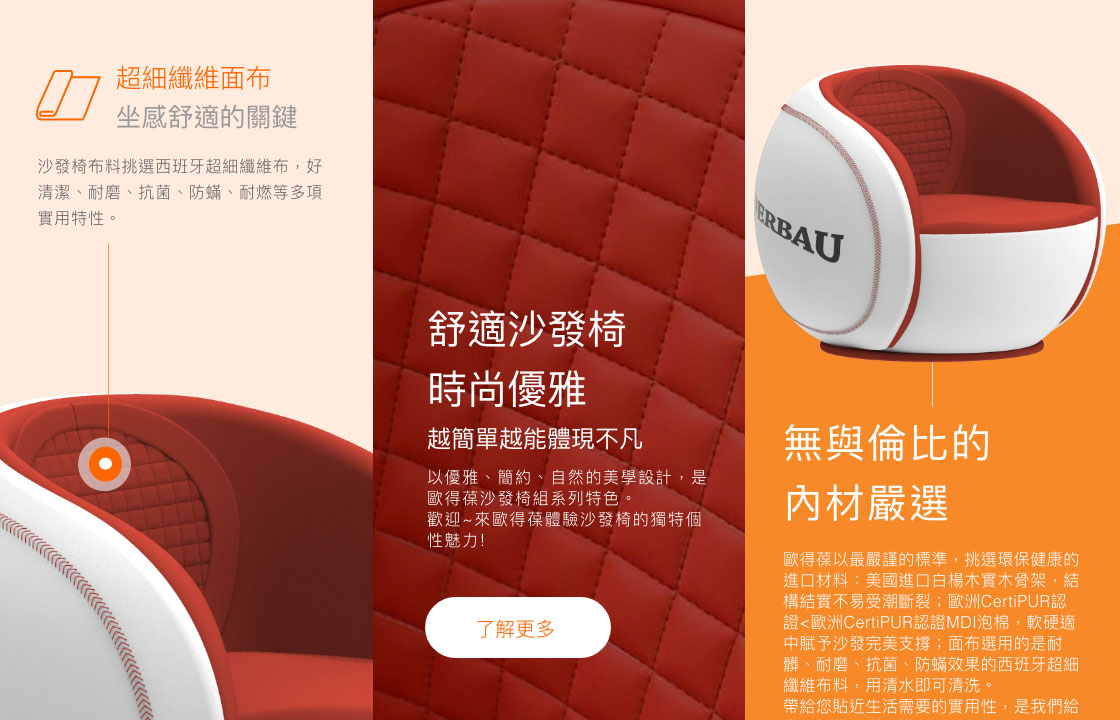 超細纖維面布
坐感舒適的關鍵
沙發椅布料挑選西班牙超細纖維布，好
清潔、耐磨、抗菌、防蟎、耐燃等多項
實用特性。
舒適沙發椅
時尚優雅
越簡單越能體現不凡
以優雅、簡約、自然的美學設計，是
歐得葆沙發椅組系列特色。
歡迎~來歐得葆體驗沙發椅的獨特個
性魅力!
了解更多
ERBAU
無與倫比的
內材嚴選
歐得葆以最嚴謹的標準，挑選環保健康的
進口材料：美國進口白楊木實木骨架，結
構結實不易受潮斷裂；歐洲CertiPUR認
證<歐洲CertiPUR認證MDI泡棉，軟硬適
中賦予沙發完美支撐；面布選用的是耐
髒、耐磨、抗菌、防蟎效果的西班牙超細
纖維布料，用清水即可清洗。
帶給您貼近生活需要的實用性，是我們給